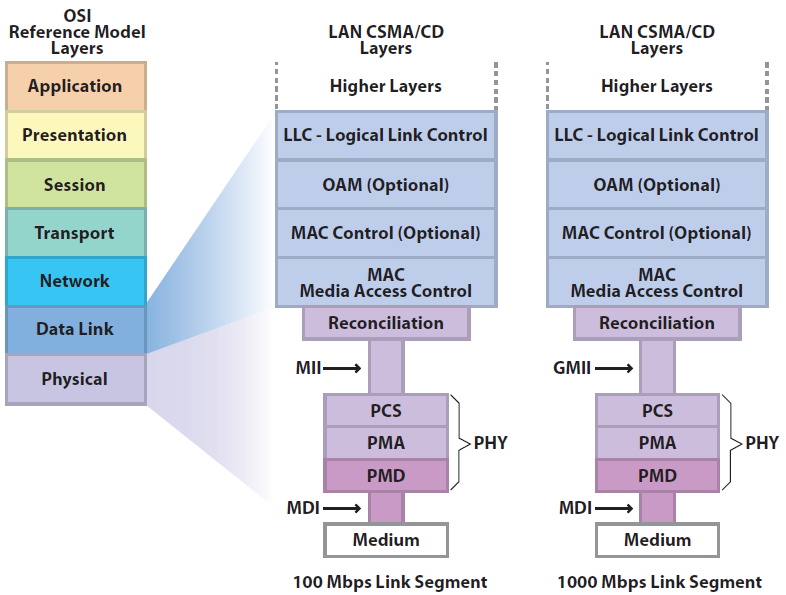 OSI
Reference Model
Layers
Application
Presentation
Session
Transport
Network
Data Link
Physical
LAN CSMA/CD
Layers
Higher Layers
LLC - Logical Link Control
OAM (Optional)
MAC Control (Optional)
MAC
Media Access Control
Reconciliation
MII
PCS
PMA
PMD
PHY
MDI
Medium
100 Mbps Link Segment
LAN CSMA/CD
Layers
Higher Layers
LLC - Logical Link Control
OAM (Optional)
MAC Control (Optional)
MAC
Media Access Control
Reconciliation
GMII
PCS
PMA
PMD
PHY
MDI
Medium
1000 Mbps Link Segment